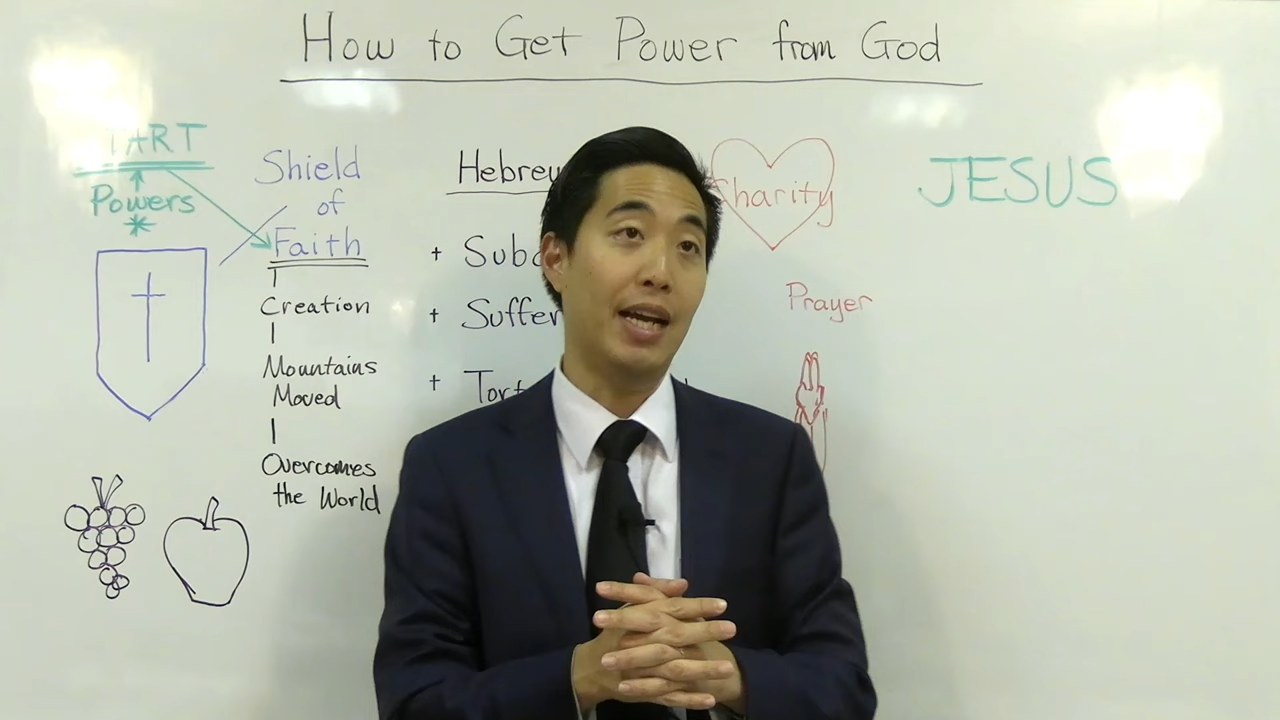 How to Get Power from God
TART
Powers
Shield
of
Faith
Creation
Mountains
Moved
Overcomes
the World
Charity
Prayer
JESUS